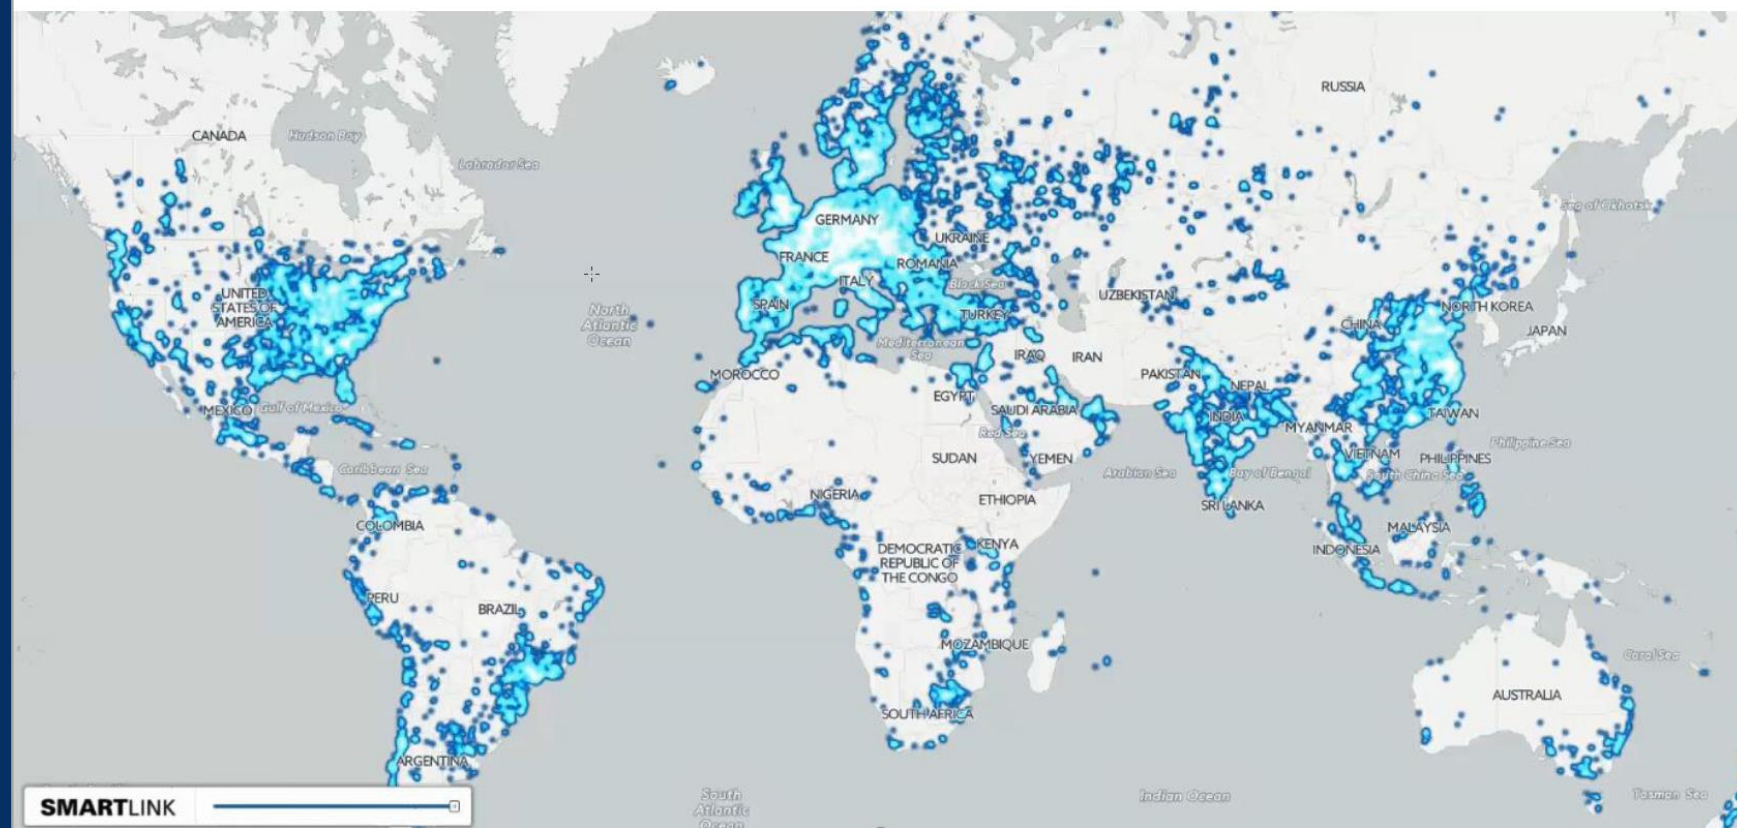 RUSSIA
CANADA
Hudson Bay
Labrador Sea
Sea of Okhotsk
GERMANY
UKRAINE
FRANCE
ROMANIA
ITALY
Black Sea
UNITED
STATES OF
AMERICA
SPAIN
TURKEY
UZBEKISTAN
NORTH KOREA
CHINA
JAPAN
North
Atlantic
Ocean
Mediterranean
Sea
IRAQ
IRAN
MOROCCO
PAKISTAN
NEPAL
EGYPT
MEXICO
Gulf of Mexico
SAUDI ARABIA
INDIA
TAIWAN
MYANMAR
Red Sea
Philippine Sea
Caribbean Sea
SUDAN
YEMEN
Arabian Sea
Bay of Bengal
VIETNAM
PHILIPPINES
South China Sea
NIGERIA
ETHIOPIA
SRI LANKA
COLOMBIA
MALAYSIA
KENYA
DEMOCRATIC
REPUBLIC OF
THE CONGO
INDONESIA
PERU
BRAZIL
MOZAMBIQUE
Coral Sea
AUSTRALIA
SOUTH AFRICA
ARGENTINA
South
Atlantic
Ocean
Indian Ocean
Tasman Sea
SMARTLINK